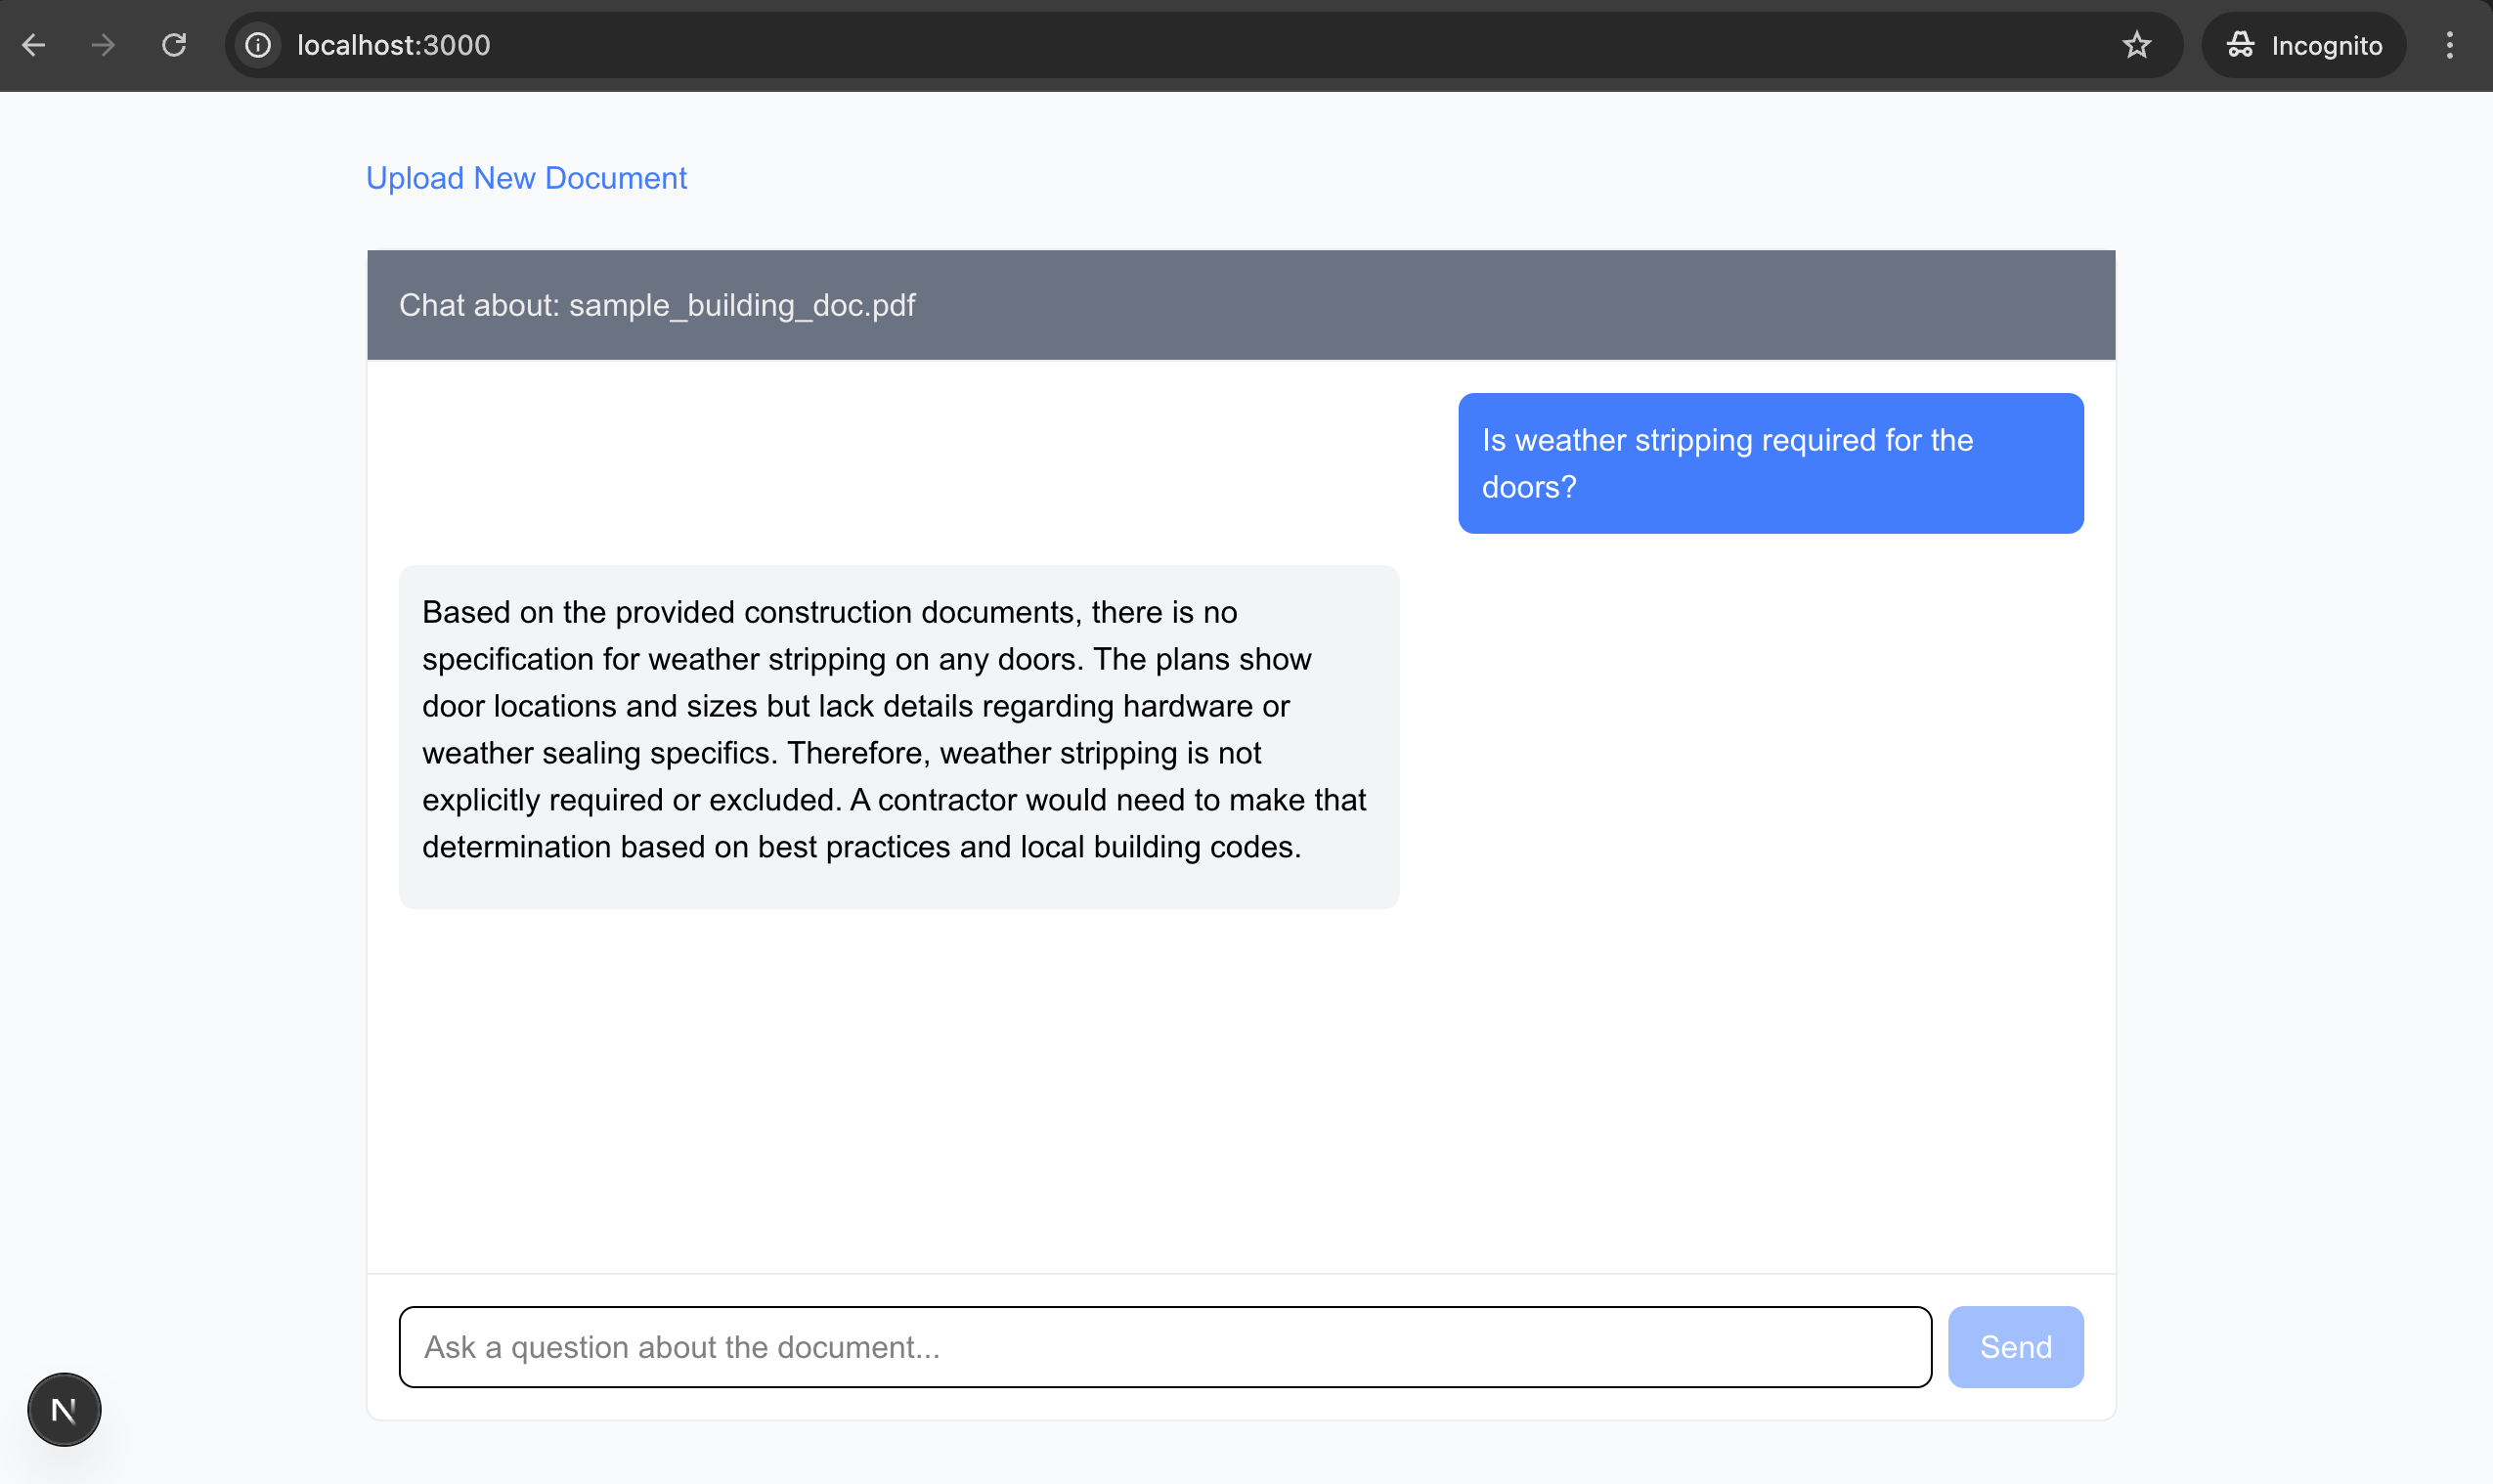 localhost:3000
Incognito
Upload New Document
Chat about: sample_building_doc.pdf
Is weather stripping required for the
doors?
Based on the provided construction documents, there is no
specification for weather stripping on any doors. The plans show
door locations and sizes but lack details regarding hardware or
weather sealing specifics. Therefore, weather stripping is not
explicitly required or excluded. A contractor would need to make that
determination based on best practices and local building codes.
Ask a question about the document...
Send
N